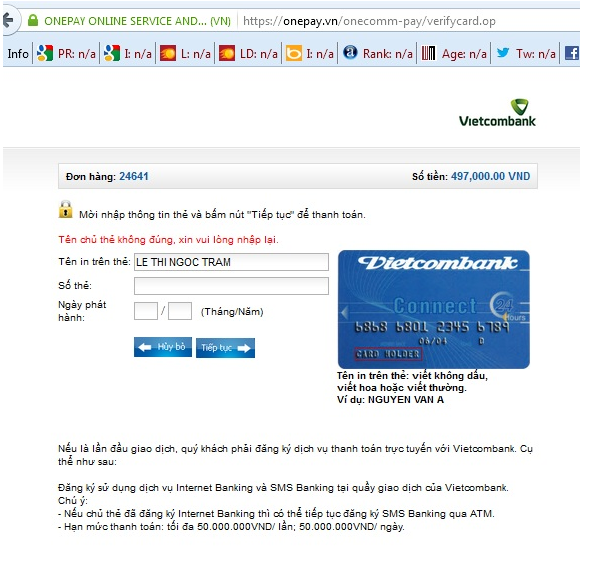 ONEPAY ONLINE SERVICE AND... (VN) https://onepay.vn/onecomm-pay/verifycard.op
Info PR: n/a I: n/a L: n/a LD: n/a I: n/a Rank: n/a Age: n/a Tw: n/a
Vietcombank
Đơn hàng: 24641 Số tiền: 497,000.00 VND
Mời nhập thông tin thẻ và bấm nút "Tiếp tục" để thanh toán.
Tên chủ thẻ không đúng, xin vui lòng nhập lại.
Tên in trên thẻ: LE THI NGOC TRAM
Số thẻ:
Ngày phát hành: / (Tháng/Năm)
Hủy bỏ Tiếp tục
Vietcombank
Connect 24
hours
6868 6801 2345 6789
06/04 D
CARD HOLDER
Tên in trên thẻ: viết không dấu,
viết hoa hoặc viết thường.
Ví dụ: NGUYEN VAN A
Nếu là lần đầu giao dịch, quý khách phải đăng ký dịch vụ thanh toán trực tuyến với Vietcombank. Cụ
thể như sau:
Đăng ký sử dụng dịch vụ Internet Banking và SMS Banking tại quầy giao dịch của Vietcombank.
Chú ý:
- Nếu chủ thẻ đã đăng ký Internet Banking thì có thể tiếp tục đăng ký SMS Banking qua ATM.
- Hạn mức thanh toán: tối đa 50.000.000VND/ lần; 50.000.000VND/ ngày.